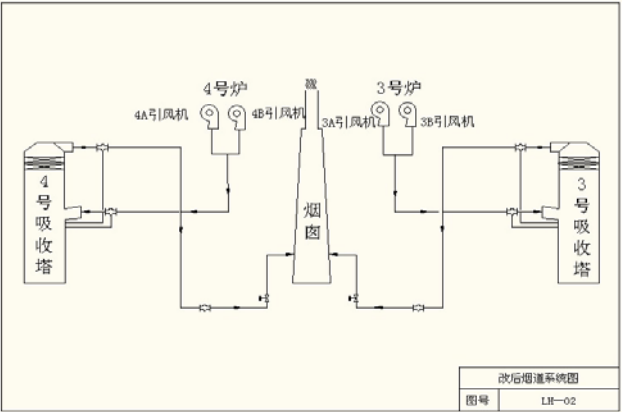 4号炉
3号炉
4A引风机
4B引风机
3A引风机
3B引风机
4号吸收塔
烟囱
3号吸收塔
改后烟道系统图
图号
LH—02